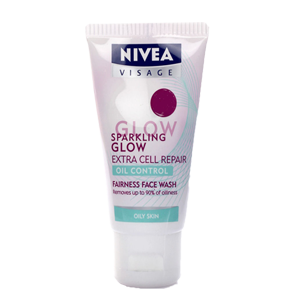 NIVEA
VISAGE
GLOW
SPARKLING
GLOW
EXTRA CELL REPAIR
OIL CONTROL
FAIRNESS FACE WASH
Removes up to 90% of oiliness
OILY SKIN